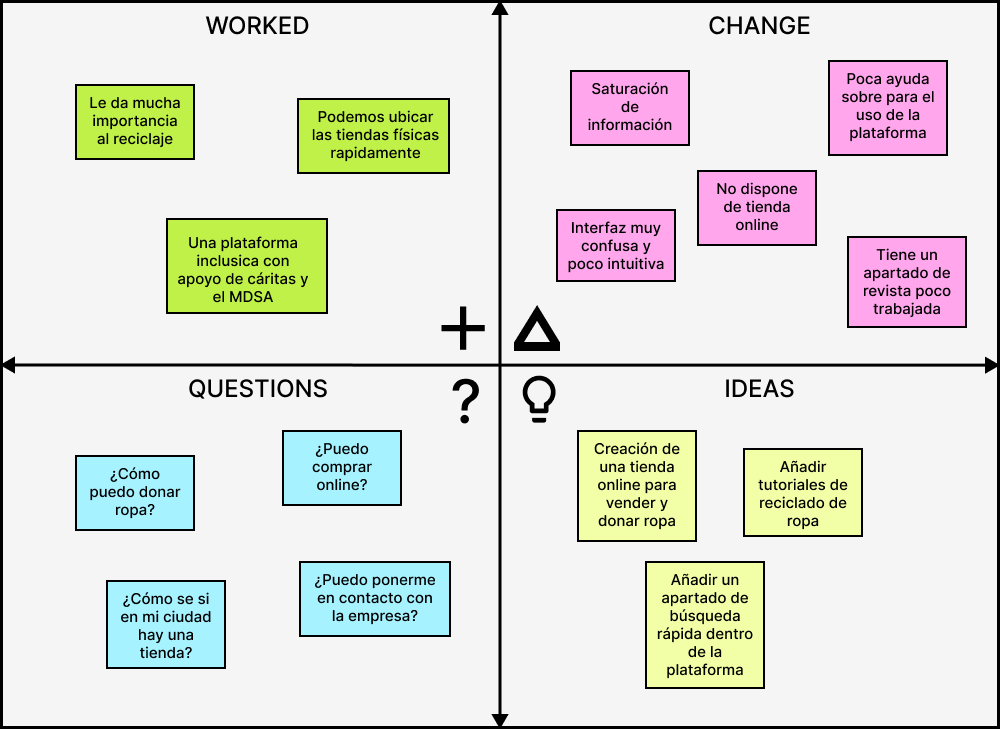 WORKED
Le da mucha
importancia
al reciclaje
Podemos ubicar
las tiendas físicas
rapidamente
Una plataforma
inclusica con
apoyo de cáritas y
el MDSA
CHANGE
Saturación
de
información
Poca ayuda
sobre para el
uso de la
plataforma
No dispone
de tienda
online
Interfaz muy
confusa y
poco intuitiva
Tiene un
apartado de
revista poco
trabajada
+
?
QUESTIONS
¿Cómo
puedo donar
ropa?
¿Puedo
comprar
online?
¿Cómo se si
en mi ciudad
hay una
tienda?
¿Puedo ponerme
en contacto con
la empresa?
IDEAS
Creación de
una tienda
online para
vender y
donar ropa
Añadir
tutoriales de
reciclado de
ropa
Añadir un
apartado de
búsqueda
rápida dentro
de la
plataforma